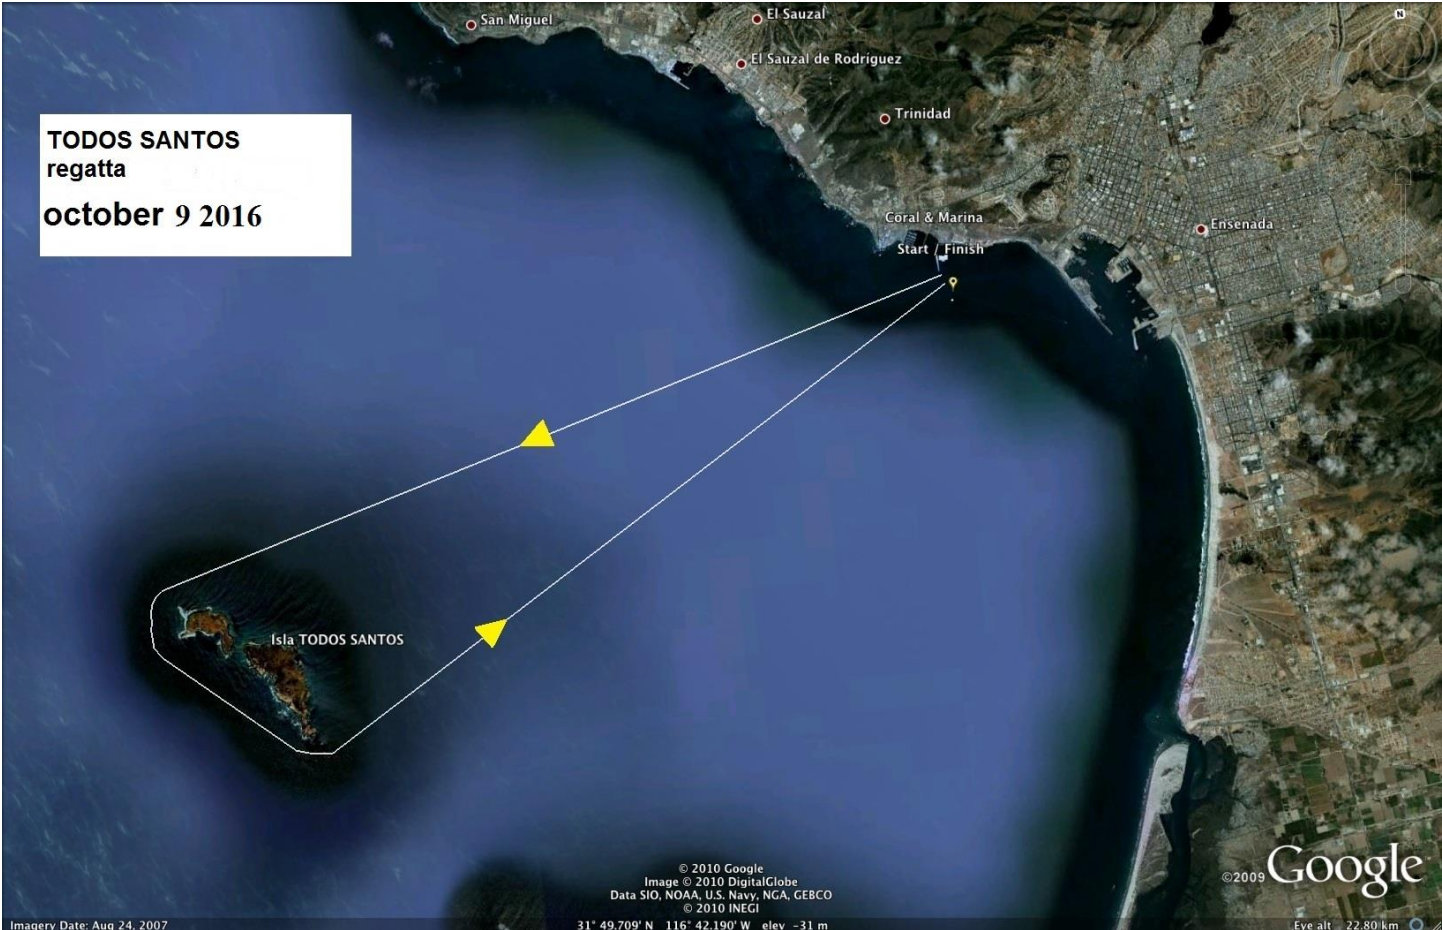 San Miguel
El Sauzal
El Sauzal de Rodriguez
Trinidad
TODOS SANTOS
regatta
october 9 2016
Coral & Marina
Start / Finish
Ensenada
Isla TODOS SANTOS
© 2010 Google
Image © 2010 DigitalGlobe
Data SIO, NOAA, U.S. Navy, NGA, GEBCO
© 2010 INEGI
©2009 Google
Imagery Date: Aug 24, 2007
31° 49.709' N 116° 42.190' W elev -31 m
Eye alt 22.80 km
N